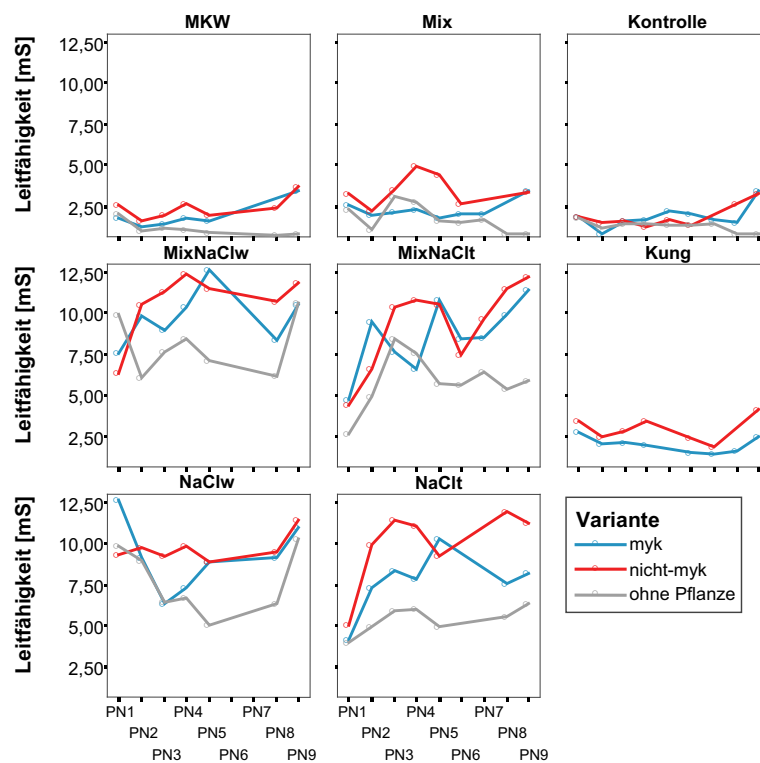 MKW
Mix
Kontrolle
Leitfähigkeit [mS]
12,50
10,00
7,50
5,00
2,50
MixNaClw
MixNaClt
Kung
Leitfähigkeit [mS]
12,50
10,00
7,50
5,00
2,50
NaClw
NaClt
Leitfähigkeit [mS]
12,50
10,00
7,50
5,00
2,50
Variante
myk
nicht-myk
ohne Pflanze
PN1 PN4 PN7 PN1 PN4 PN7
PN2 PN5 PN8 PN2 PN5 PN8
PN3 PN6 PN9 PN3 PN6 PN9